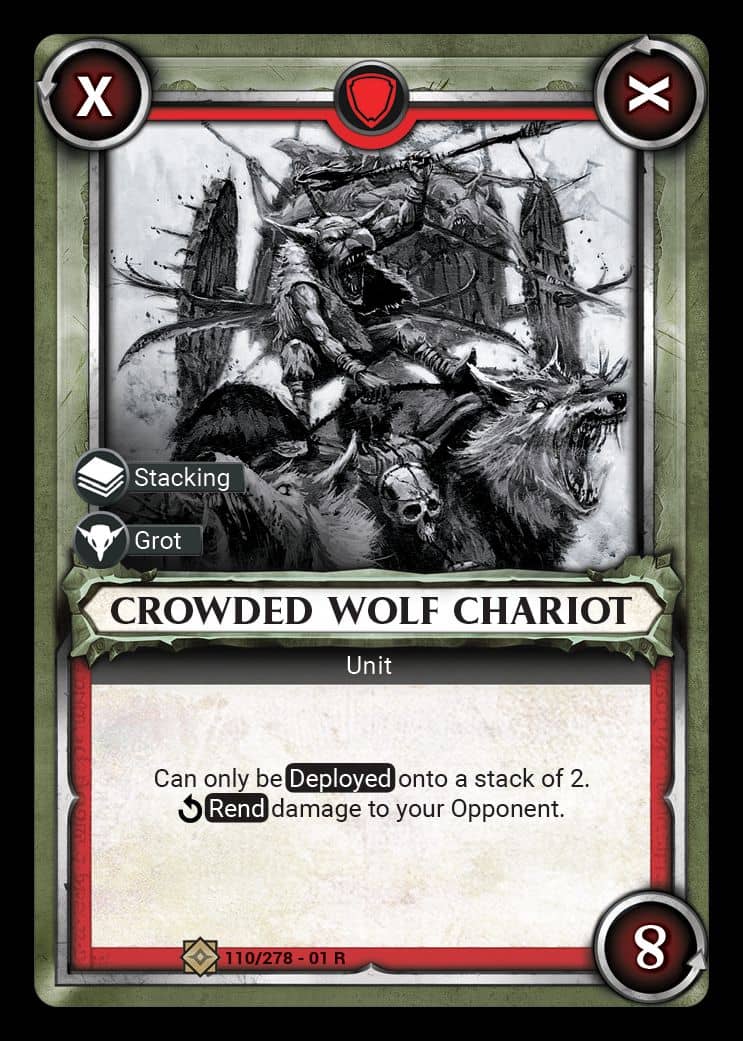 X
X
Stacking
Grot
CROWDED WOLF CHARIOT
Unit
Can only be Deployed onto a stack of 2.
Rend damage to your Opponent.
110/278 - 01 R
8